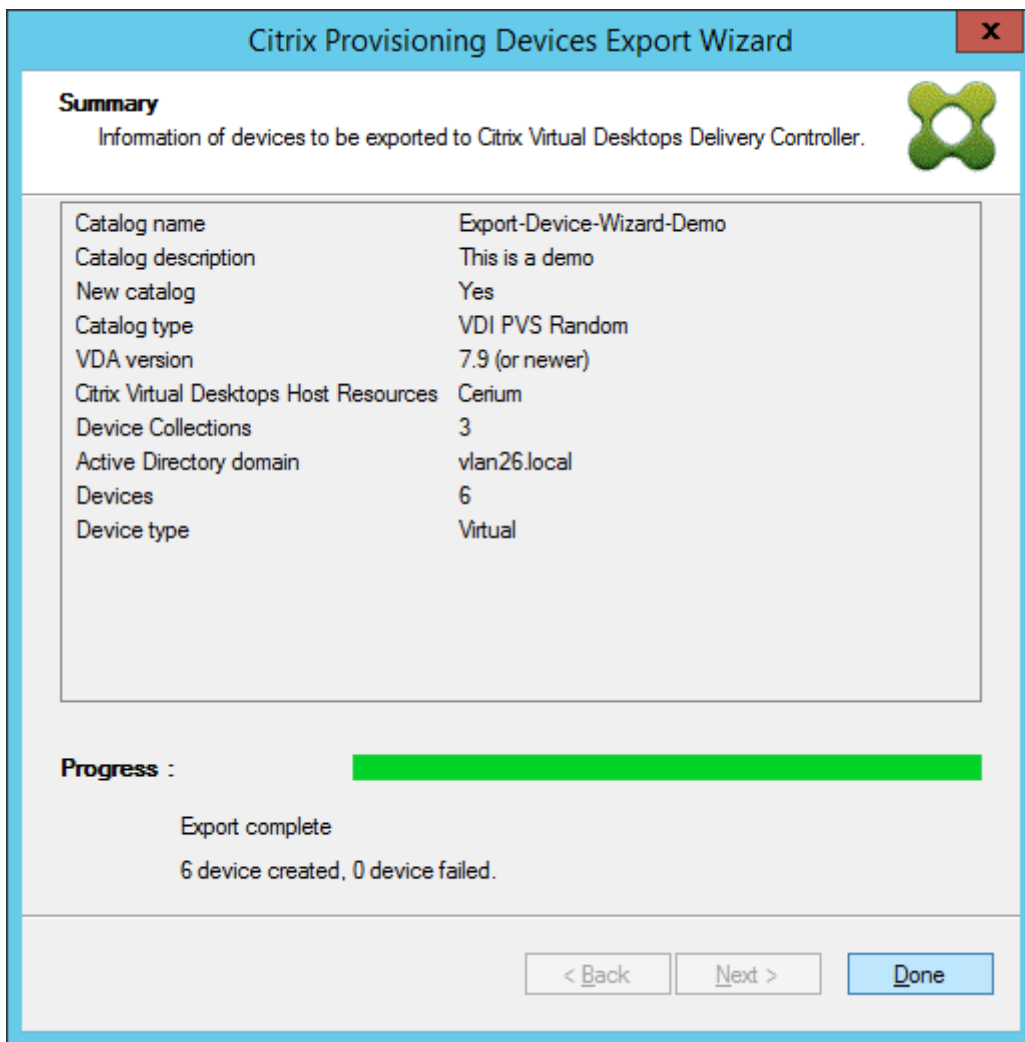 Citrix Provisioning Devices Export Wizard
x
Summary
Information of devices to be exported to Citrix Virtual Desktops Delivery Controller.
Catalog name Export-Device-Wizard-Demo
Catalog description This is a demo
New catalog Yes
Catalog type VDI PVS Random
VDA version 7.9 (or newer)
Citrix Virtual Desktops Host Resources Cerium
Device Collections 3
Active Directory domain vlan26.local
Devices 6
Device type Virtual
Progress :
Export complete
6 device created, 0 device failed.
< Back Next > Done